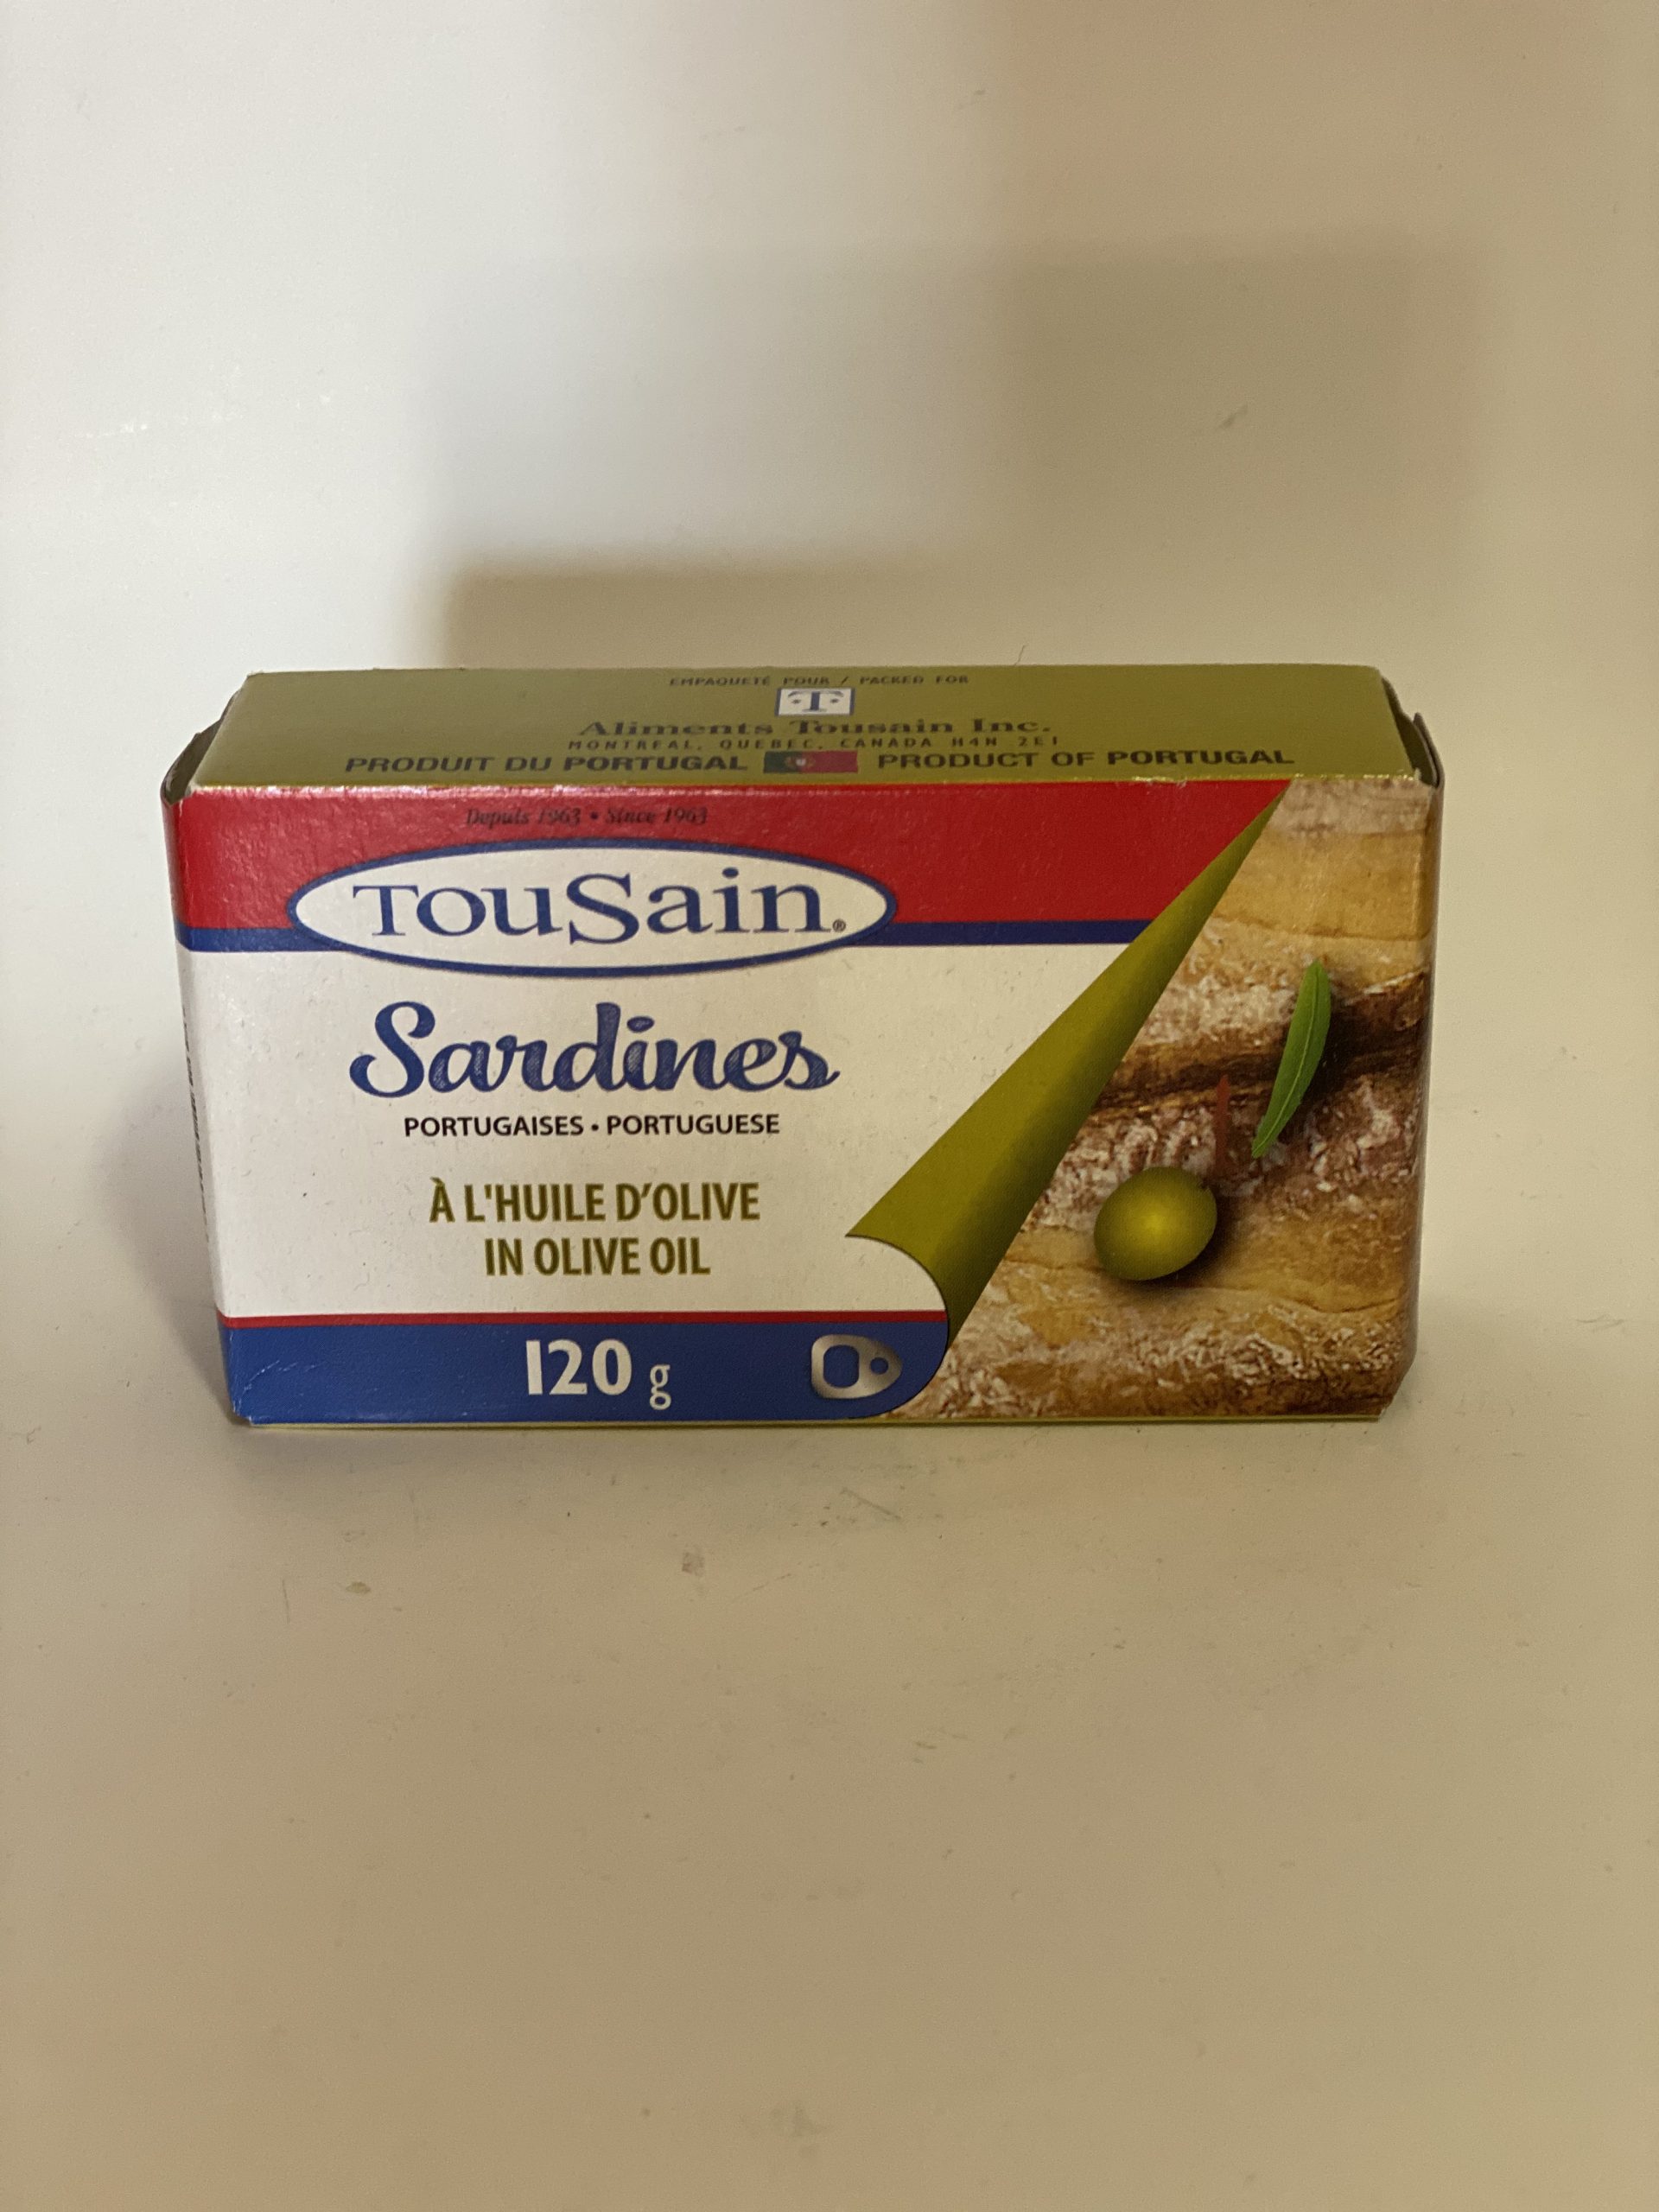 EMPAQUETÉ POUR / PACKED FOR
T
Aliments Tousain Inc.
MONTREAL, QUEBEC, CANADA H4N 2E1
PRODUIT DU PORTUGAL PRODUCT OF PORTUGAL
Depuis 1963 • Since 1963
TouSain®
Sardines
PORTUGAISES • PORTUGUESE
À L'HUILE D'OLIVE
IN OLIVE OIL
120 g